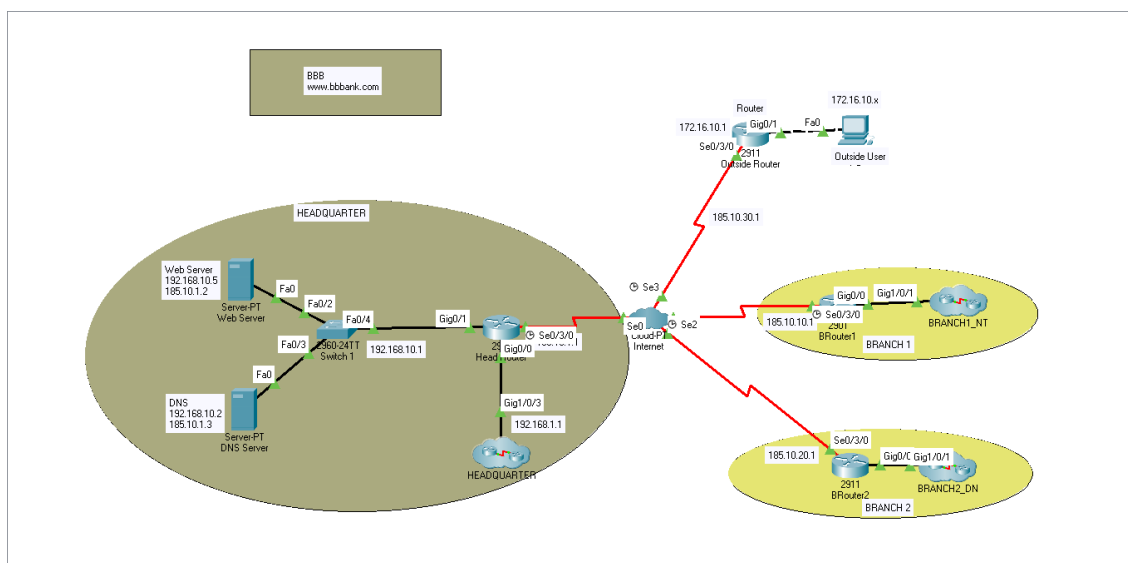 BBB
www.bbbank.com
172.16.10.x
Router
172.16.10.1
Gig0/1
Fa0
Se0/3/0
2911
Outside Router
Outside User
185.10.30.1
HEADQUARTER
Web Server
192.168.10.5
185.10.1.2
Fa0
Server-PT
Web Server
Fa0/2
Fa0/4
Gig0/1
Fa0/3
2960-24TT
Switch 1
192.168.10.1
Se0/3/0
Gig0/0
Fa0
DNS
192.168.10.2
185.10.1.3
Server-PT
DNS Server
Gig1/0/3
192.168.1.1
HEADQUARTER
Se3
Se0
Se2
Internet
Gig0/0
Gig1/0/1
185.10.10.1
Se0/3/0
2901
BRouter1
BRANCH1_NT
BRANCH 1
Se0/3/0
185.10.20.1
Gig1/0/1
2911
BRouter2
BRANCH2_DN
BRANCH 2